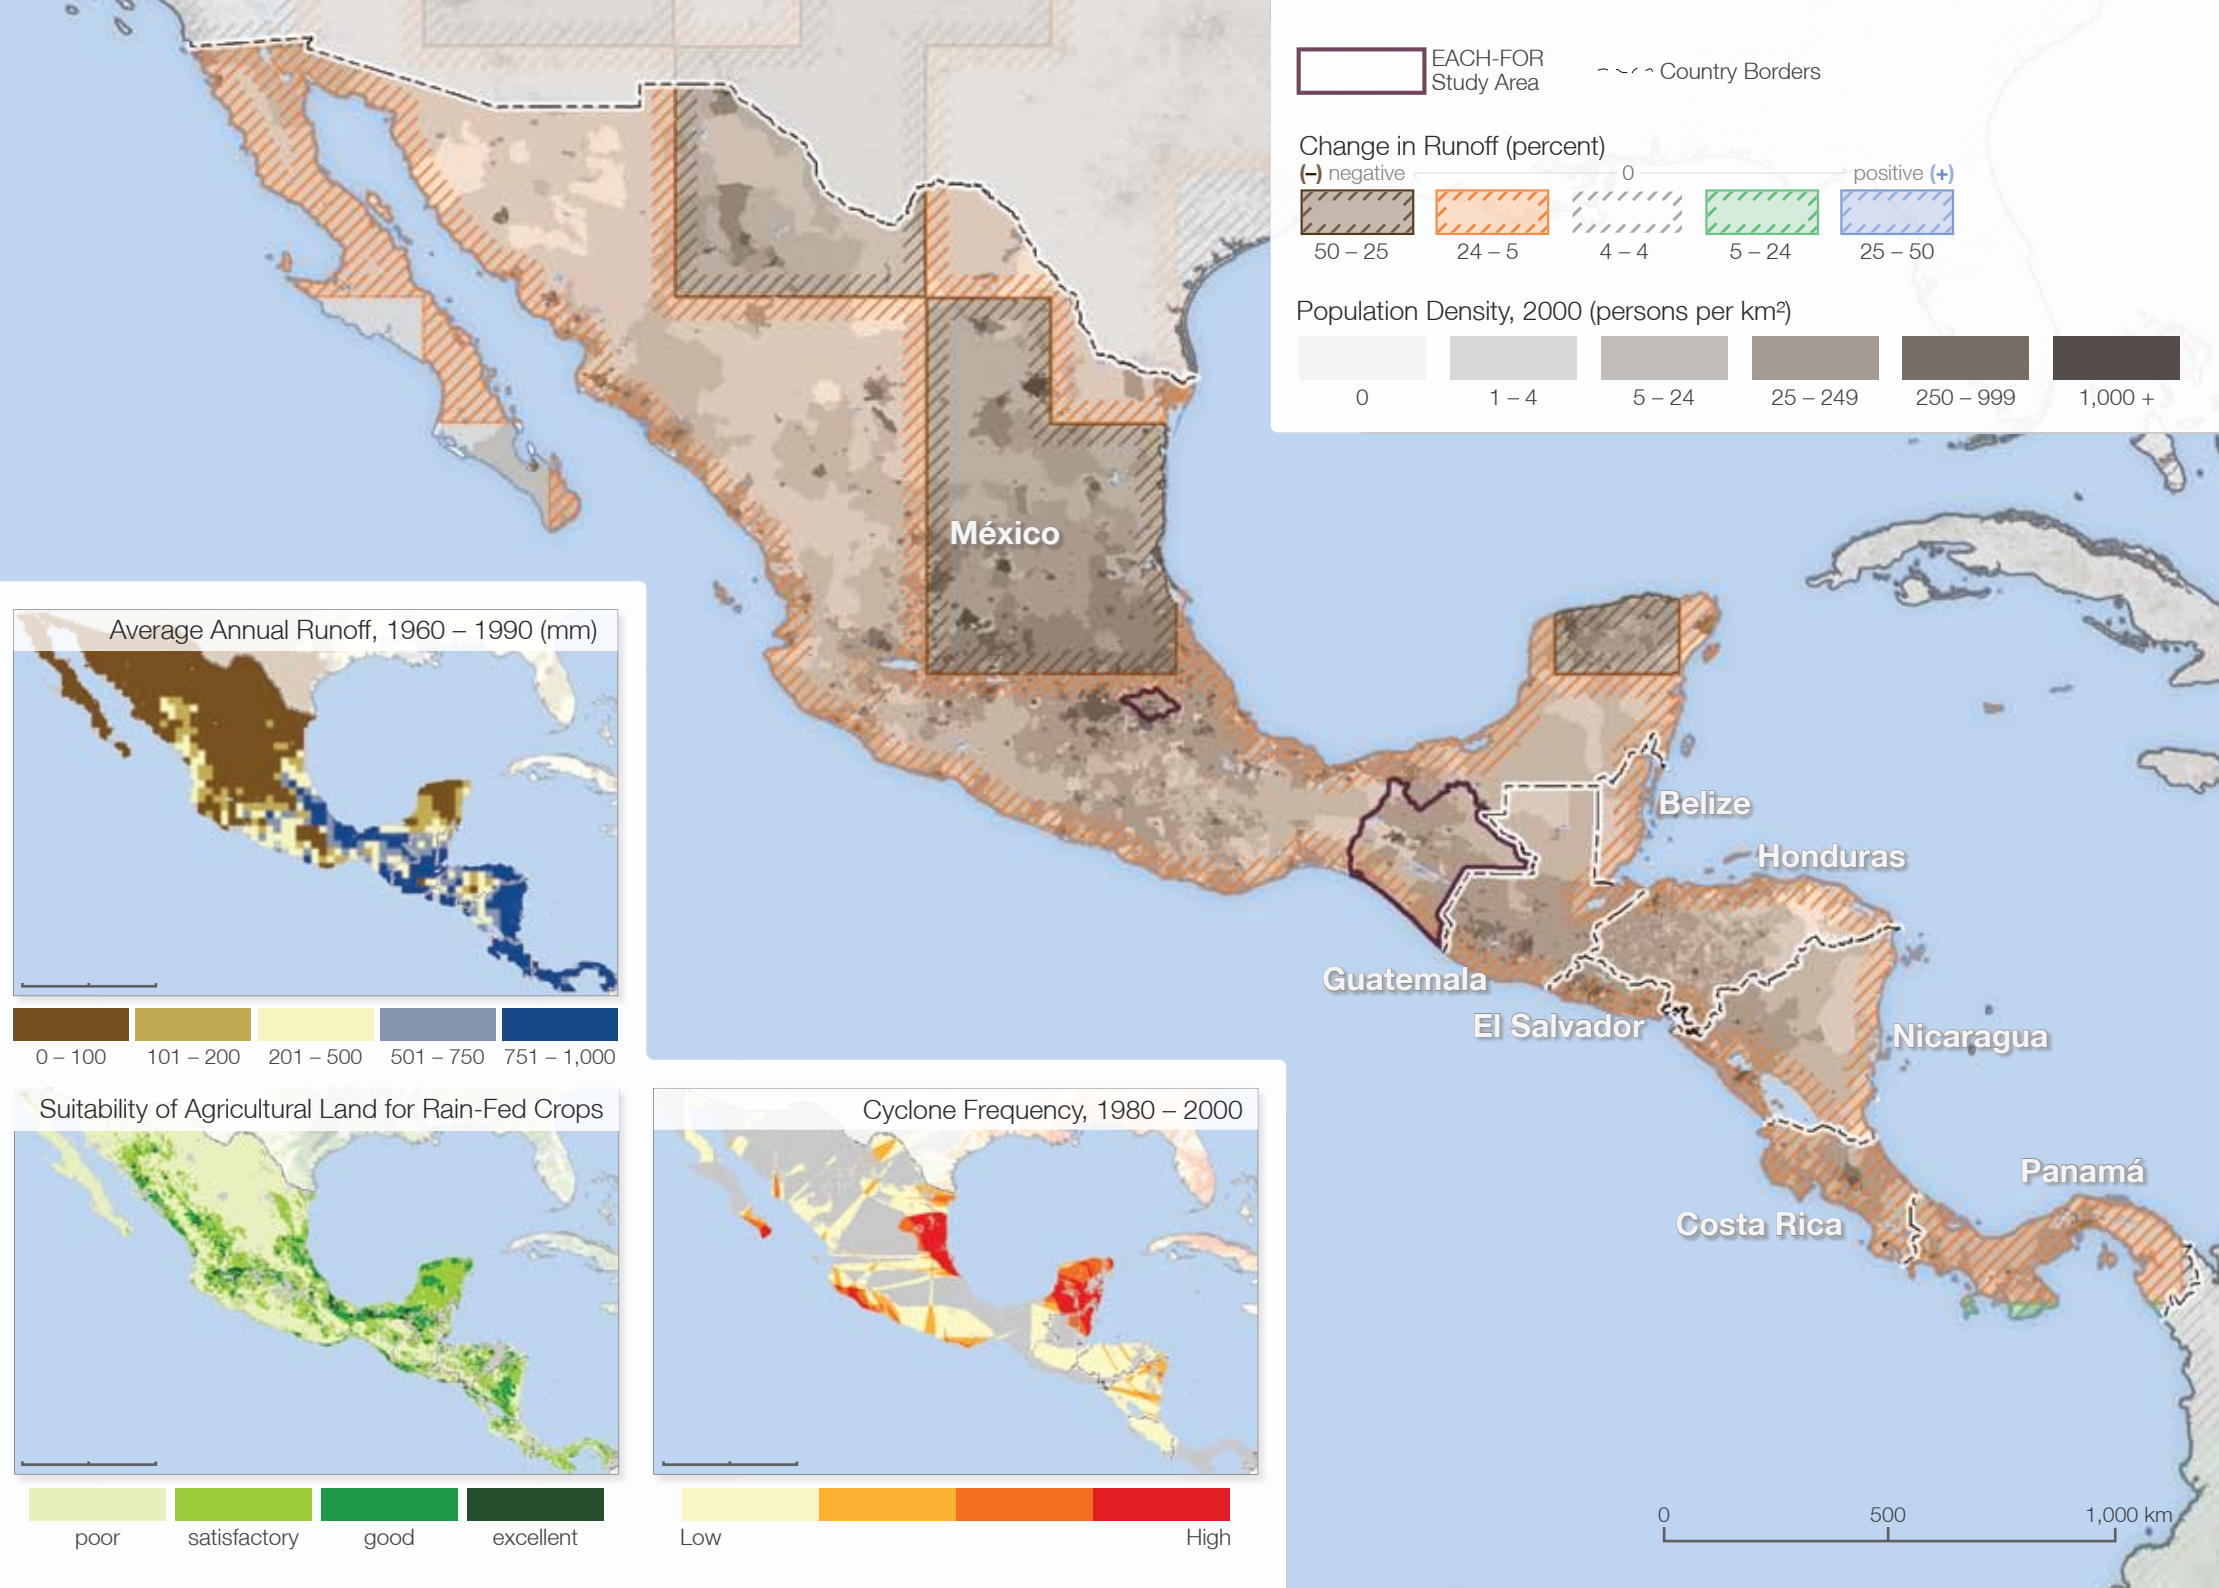 EACH-FOR
Study Area
Country Borders
Change in Runoff (percent)
(–) negative 0 positive (+)
50 – 25 24 – 5 4 – 4 5 – 24 25 – 50
Population Density, 2000 (persons per km²)
0 1 – 4 5 – 24 25 – 249 250 – 999 1,000 +
México
Belize
Honduras
Guatemala
El Salvador
Nicaragua
Panamá
Costa Rica
Average Annual Runoff, 1960 – 1990 (mm)
0 – 100 101 – 200 201 – 500 501 – 750 751 – 1,000
Suitability of Agricultural Land for Rain-Fed Crops
poor satisfactory good excellent
Cyclone Frequency, 1980 – 2000
Low High
0 500 1,000 km